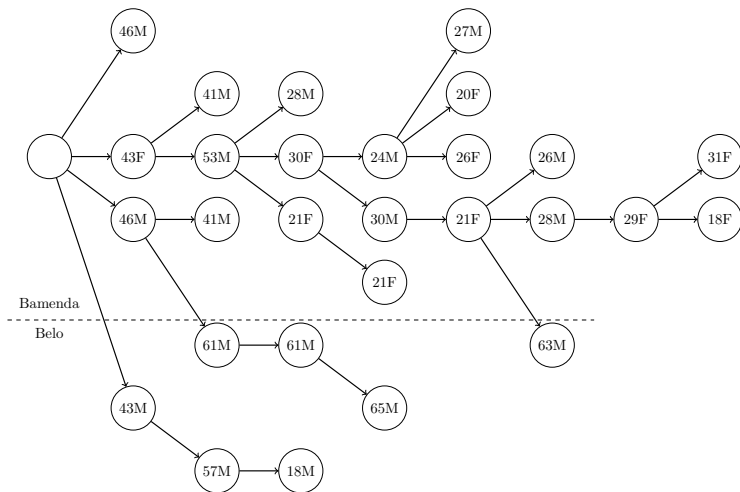 46M 27M
41M 28M 20F
43F 53M 30F 24M 26F 26M 31F
46M 41M 21F 30M 21F 28M 29F 18F
21F
Bamenda
Belo
61M 61M 63M
43M 65M
57M 18M